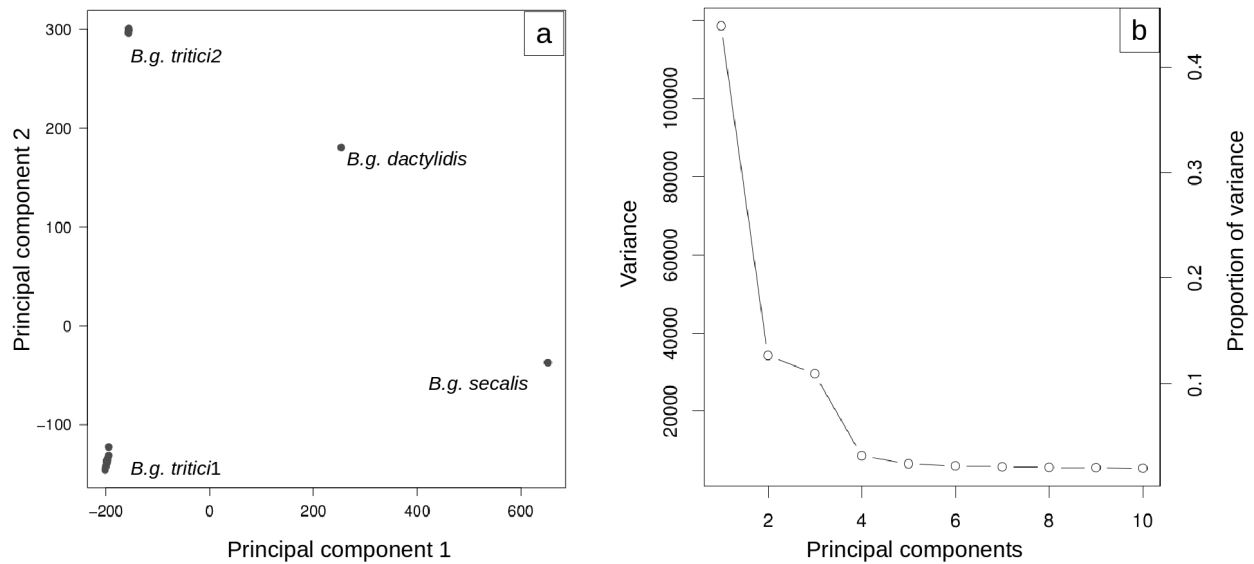 a
300
200
100
0
−100
Principal component 2
B.g. tritici2
B.g. dactylidis
B.g. secalis
B.g. tritici1
−200 0 200 400 600
Principal component 1
b
100000
80000
60000
40000
20000
Variance
0.4
0.3
0.2
0.1
Proportion of variance
2 4 6 8 10
Principal components